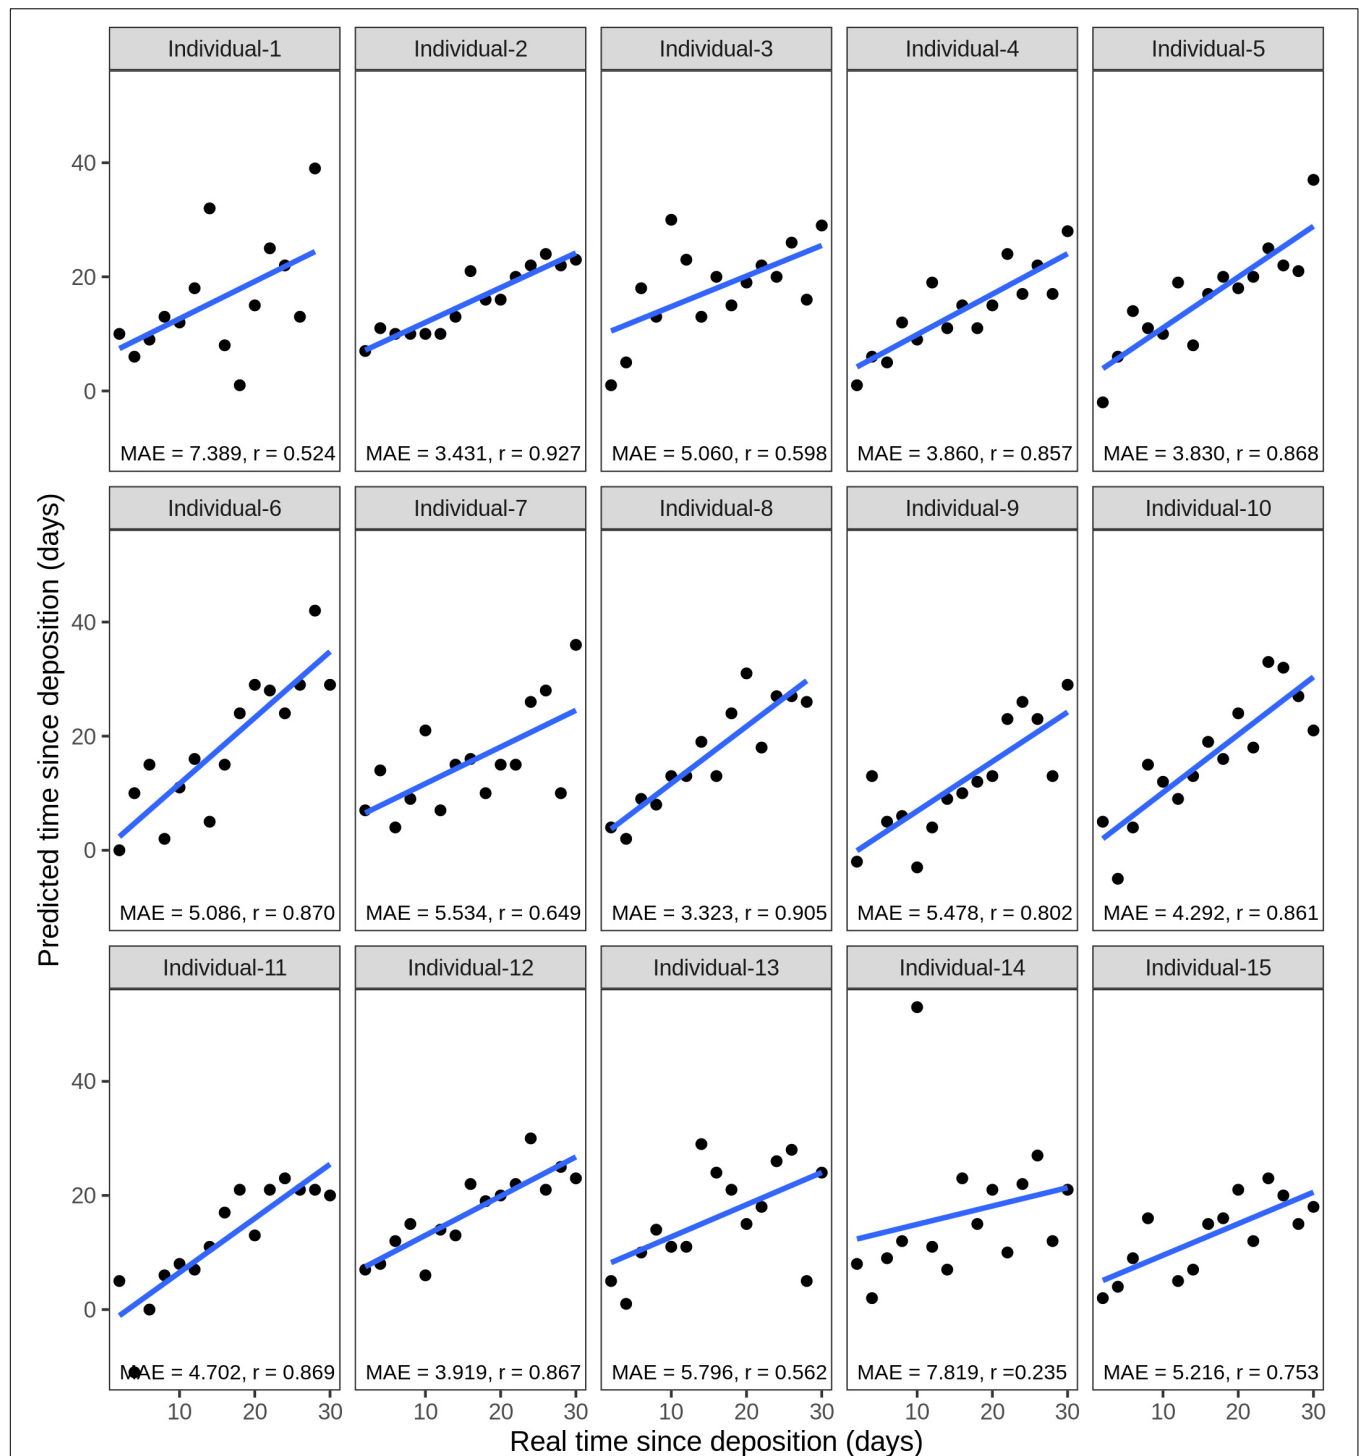 Individual-1 Individual-2 Individual-3 Individual-4 Individual-5
40
20
0
MAE = 7.389, r = 0.524 MAE = 3.431, r = 0.927 MAE = 5.060, r = 0.598 MAE = 3.860, r = 0.857 MAE = 3.830, r = 0.868
Predicted time since deposition (days)
Individual-6 Individual-7 Individual-8 Individual-9 Individual-10
40
20
0
MAE = 5.086, r = 0.870 MAE = 5.534, r = 0.649 MAE = 3.323, r = 0.905 MAE = 5.478, r = 0.802 MAE = 4.292, r = 0.861
Individual-11 Individual-12 Individual-13 Individual-14 Individual-15
40
20
0
MAE = 4.702, r = 0.869 MAE = 3.919, r = 0.867 MAE = 5.796, r = 0.562 MAE = 7.819, r =0.235 MAE = 5.216, r = 0.753
10 20 30 10 20 30 10 20 30 10 20 30 10 20 30
Real time since deposition (days)